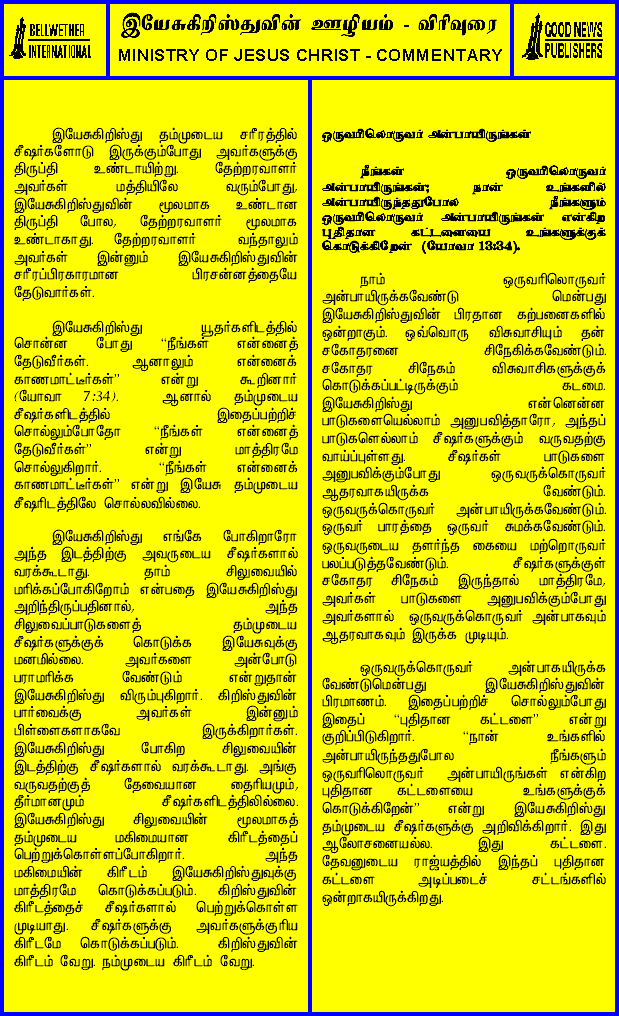 BELLWETHER
INTERNATIONAL
இயேசுகிறிஸ்துவின் ஊழியம் - விரிவுரை
MINISTRY OF JESUS CHRIST - COMMENTARY
GOOD NEWS
PUBLISHERS
இயேசுகிறிஸ்து தம்முடைய சரீரத்தில்
சீஷர்களோடு இருக்கும்போது அவர்களுக்கு
திருப்தி உண்டாயிற்று. தேற்றரவாளர்
அவர்கள் மத்தியிலே வரும்போது,
இயேசுகிறிஸ்துவின் மூலமாக உண்டான
திருப்தி போல, தேற்றரவாளர் மூலமாக
உண்டாகாது. தேற்றரவாளர் வந்தாலும்
அவர்கள் இன்னும் இயேசுகிறிஸ்துவின்
சரீரப்பிரகாரமான பிரசன்னத்தையே
தேடுவார்கள்.
இயேசுகிறிஸ்து யூதர்களிடத்தில்
சொன்ன போது “நீங்கள் என்னைத்
தேடுவீர்கள். ஆனாலும் என்னைக்
காணமாட்டீர்கள்” என்று கூறினார்
(யோவா 7:34). ஆனால் தம்முடைய
சீஷர்களிடத்தில் இதைப்பற்றிச்
சொல்லும்போதோ “நீங்கள் என்னைத்
தேடுவீர்கள்” என்று மாத்திரமே
சொல்லுகிறார். “நீங்கள் என்னைக்
காணமாட்டீர்கள்” என்று இயேசு தம்முடைய
சீஷரிடத்திலே சொல்லவில்லை.
இயேசுகிறிஸ்து எங்கே போகிறாரோ
அந்த இடத்திற்கு அவருடைய சீஷர்களால்
வரக்கூடாது. தாம் சிலுவையில்
மரிக்கப்போகிறோம் என்பதை இயேசுகிறிஸ்து
அறிந்திருப்பதினால், அந்த
சிலுவைப்பாடுகளைத் தம்முடைய
சீஷர்களுக்குக் கொடுக்க இயேசுவுக்கு
மனமில்லை. அவர்களை அன்போடு
பராமரிக்க வேண்டும் என்றுதான்
இயேசுகிறிஸ்து விரும்புகிறார். கிறிஸ்துவின்
பார்வைக்கு அவர்கள் இன்னும்
பிள்ளைகளாகவே இருக்கிறார்கள்.
இயேசுகிறிஸ்து போகிற சிலுவையின்
இடத்திற்கு சீஷர்களால் வரக்கூடாது. அங்கு
வருவதற்குத் தேவையான தைரியமும்,
தீர்மானமும் சீஷர்களிடத்திலில்லை.
இயேசுகிறிஸ்து சிலுவையின் மூலமாகத்
தம்முடைய மகிமையான கிரீடத்தைப்
பெற்றுக்கொள்ளப்போகிறார். அந்த
மகிமையின் கிரீடம் இயேசுகிறிஸ்துவுக்கு
மாத்திரமே கொடுக்கப்படும். கிறிஸ்துவின்
கிரீடத்தைச் சீஷர்களால் பெற்றுக்கொள்ள
முடியாது. சீஷர்களுக்கு அவர்களுக்குரிய
கிரீடமே கொடுக்கப்படும். கிறிஸ்துவின்
கிரீடம் வேறு. நம்முடைய கிரீடம் வேறு.
ஒருவரிலொருவர் அன்பாயிருங்கள்
நீங்கள் ஒருவரிலொருவர்
அன்பாயிருங்கள்; நான் உங்களில்
அன்பாயிருந்ததுபோல நீங்களும்
ஒருவரிலொருவர் அன்பாயிருங்கள் என்கிற
புதிதான கட்டளையை உங்களுக்குக்
கொடுக்கிறேன் (யோவா 13:34).
நாம் ஒருவரிலொருவர்
அன்பாயிருக்கவேண்டு மென்பது
இயேசுகிறிஸ்துவின் பிரதான கற்பனைகளில்
ஒன்றாகும். ஒவ்வொரு விசுவாசியும் தன்
சகோதரனை சிநேகிக்கவேண்டும்.
சகோதர சிநேகம் விசுவாசிகளுக்குக்
கொடுக்கப்பட்டிருக்கும் கடமை.
இயேசுகிறிஸ்து என்னென்ன
பாடுகளையெல்லாம் அனுபவித்தாரோ, அந்தப்
பாடுகளெல்லாம் சீஷர்களுக்கும் வருவதற்கு
வாய்ப்புள்ளது. சீஷர்கள் பாடுகளை
அனுபவிக்கும்போது ஒருவருக்கொருவர்
ஆதரவாகயிருக்க வேண்டும்.
ஒருவருக்கொருவர் அன்பாயிருக்கவேண்டும்.
ஒருவர் பாரத்தை ஒருவர் சுமக்கவேண்டும்.
ஒருவருடைய தளர்ந்த கையை மற்றொருவர்
பலப்படுத்தவேண்டும். சீஷர்களுக்குள்
சகோதர சிநேகம் இருந்தால் மாத்திரமே,
அவர்கள் பாடுகளை அனுபவிக்கும்போது
அவர்களால் ஒருவருக்கொருவர் அன்பாகவும்
ஆதரவாகவும் இருக்க முடியும்.
ஒருவருக்கொருவர் அன்பாகயிருக்க
வேண்டுமென்பது இயேசுகிறிஸ்துவின்
பிரமாணம். இதைப்பற்றிச் சொல்லும்போது
இதைப் “புதிதான கட்டளை” என்று
குறிப்பிடுகிறார். “நான் உங்களில்
அன்பாயிருந்ததுபோல நீங்களும்
ஒருவரிலொருவர் அன்பாயிருங்கள் என்கிற
புதிதான கட்டளையை உங்களுக்குக்
கொடுக்கிறேன்” என்று இயேசுகிறிஸ்து
தம்முடைய சீஷர்களுக்கு அறிவிக்கிறார். இது
ஆலோசனையல்ல. இது கட்டளை.
தேவனுடைய ராஜ்யத்தில் இந்தப் புதிதான
கட்டளை அடிப்படைச் சட்டங்களில்
ஒன்றாகயிருக்கிறது.